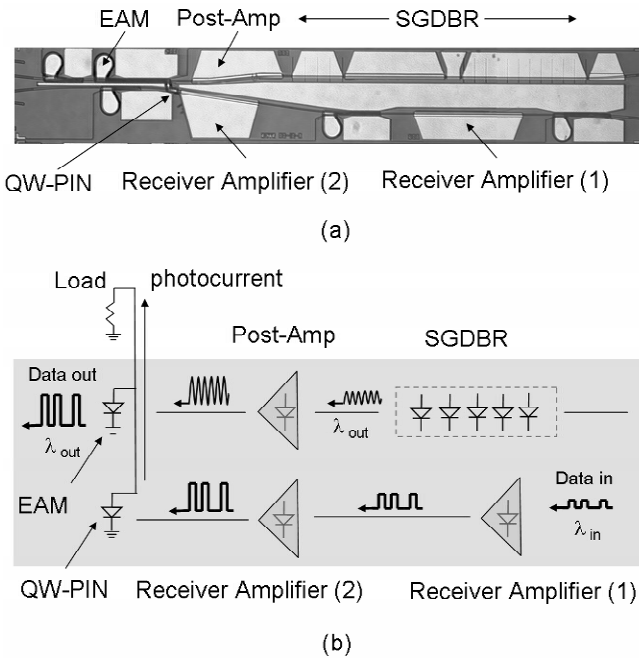 EAM Post-Amp SGDBR
QW-PIN Receiver Amplifier (2) Receiver Amplifier (1)
(a)
Load photocurrent
Post-Amp SGDBR
Data out
λ out
λ out
Data in
λ in
EAM
QW-PIN Receiver Amplifier (2) Receiver Amplifier (1)
(b)